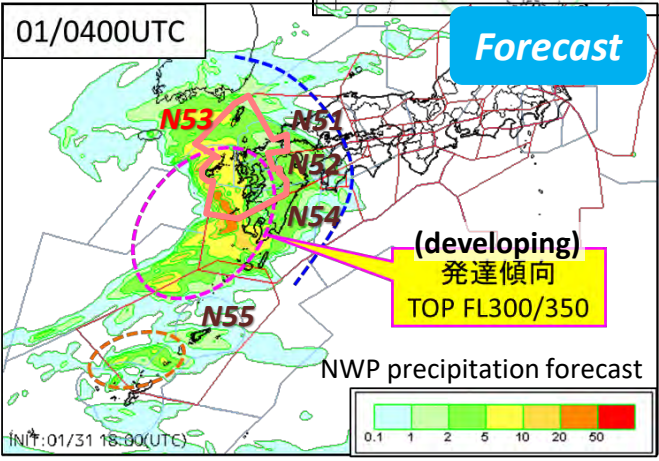 01/0400UTC
Forecast
N53
N51
N52
N54
(developing)
発達傾向
TOP FL300/350
N55
NWP precipitation forecast
0.1 1 2 5 10 20 50
INIT:01/31 18:00(UTC)